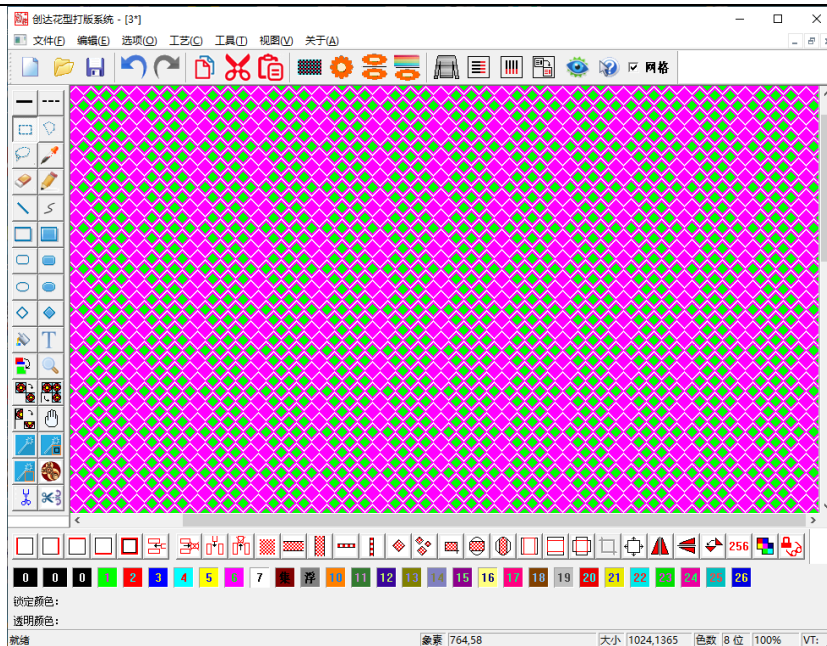 创达花型打版系统 - [3*]
文件(F) 编辑(E) 选项(O) 工艺(C) 工具(T) 视图(V) 关于(A)
网格
T
256
0 0 0 1 2 3 4 5 6 7 集 浮 10 11 12 13 14 15 16 17 18 19 20 21 22 23 24 25 26
锁定颜色:
透明颜色:
就绪 象素 764,58 大小 1024,1365 色数 8 位 100% VT: